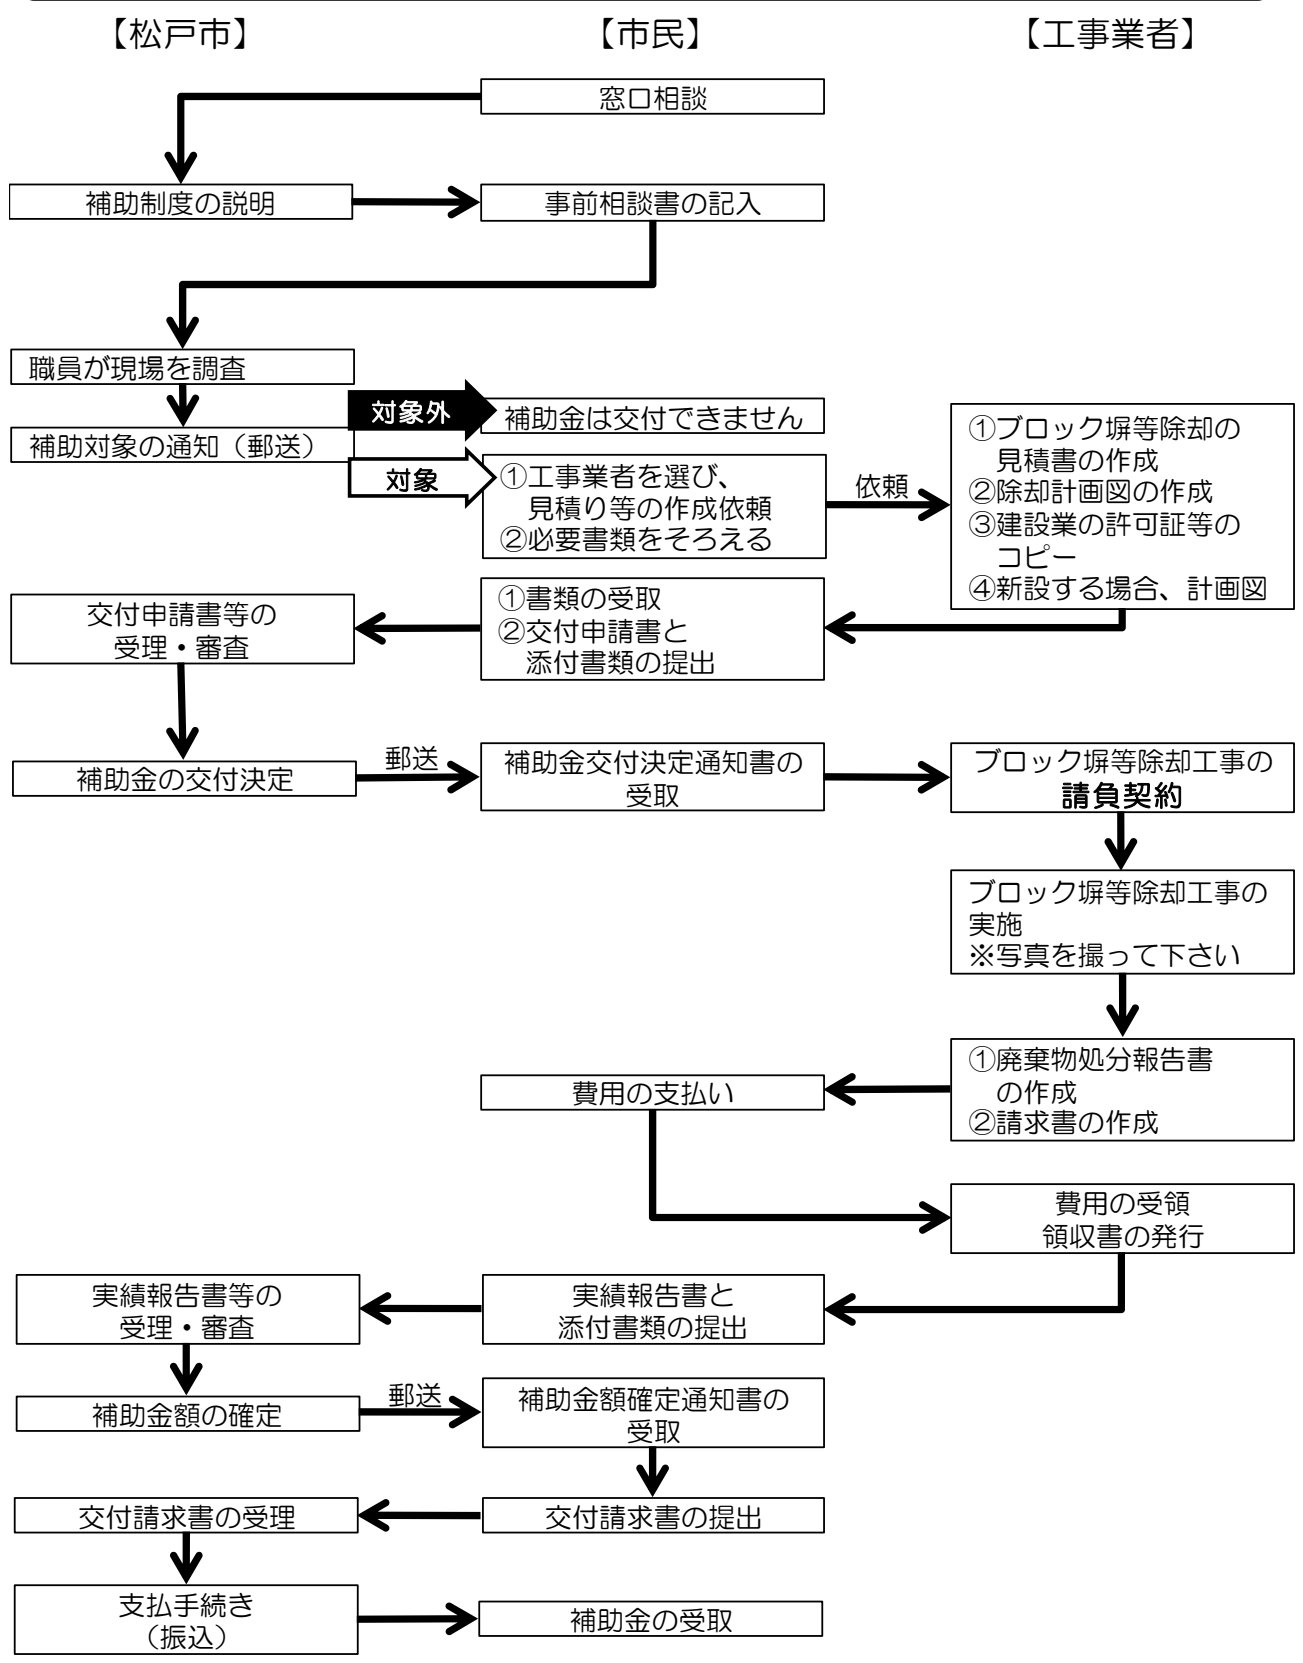 【松戸市】
【市民】
【工事業者】
窓口相談
補助制度の説明
事前相談書の記入
職員が現場を調査
補助対象の通知（郵送）
対象外
補助金は交付できません
対象
①工事業者を選び、
見積り等の作成依頼
②必要書類をそろえる
依頼
①ブロック塀等除却の
見積書の作成
②除却計画図の作成
③建設業の許可証等の
コピー
④新設する場合、計画図
①書類の受取
②交付申請書と
添付書類の提出
交付申請書等の
受理・審査
補助金の交付決定
郵送
補助金交付決定通知書の
受取
ブロック塀等除却工事の
請負契約
ブロック塀等除却工事の
実施
※写真を撮って下さい
①廃棄物処分報告書
の作成
②請求書の作成
費用の支払い
費用の受領
領収書の発行
実績報告書と
添付書類の提出
実績報告書等の
受理・審査
補助金額の確定
郵送
補助金額確定通知書の
受取
交付請求書の提出
交付請求書の受理
支払手続き
（振込）
補助金の受取